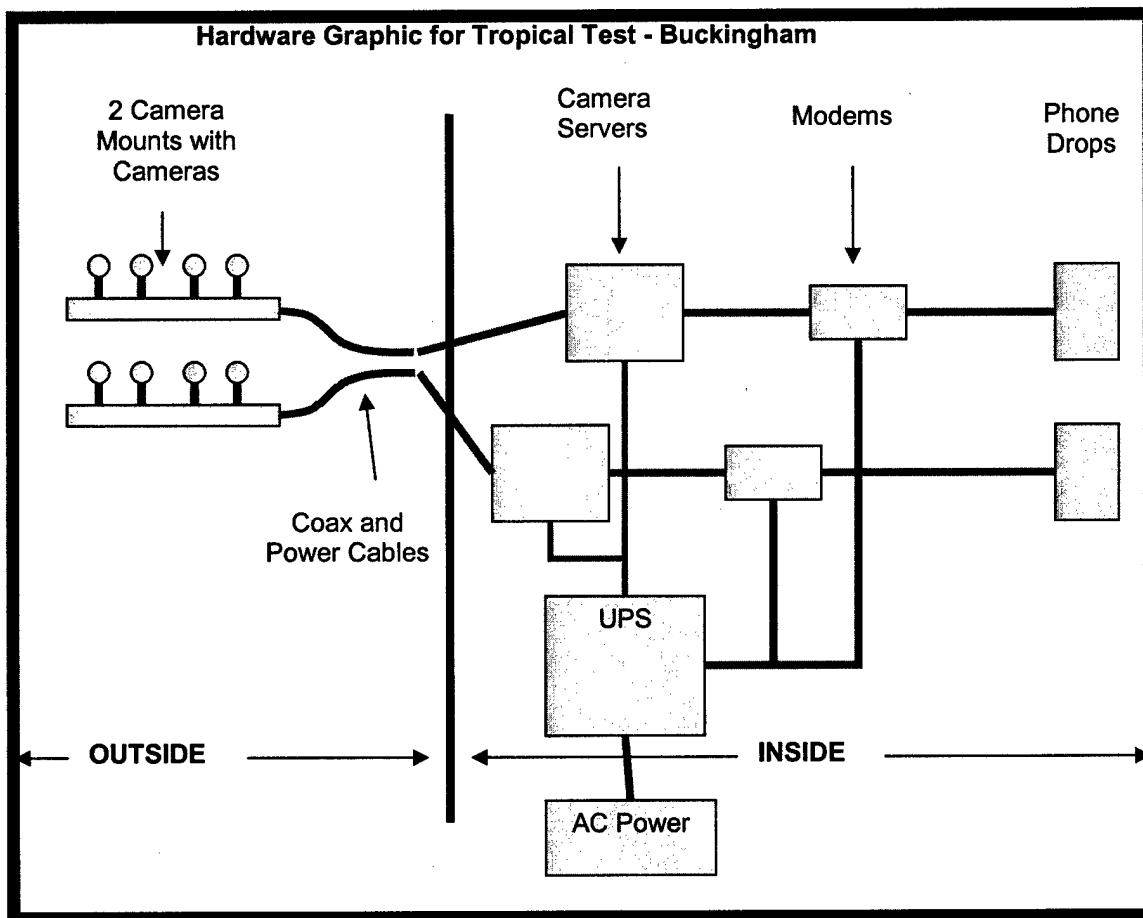 Hardware Graphic for Tropical Test - Buckingham
2 Camera
Mounts with
Cameras
Camera
Servers
Modems
Phone
Drops
Coax and
Power Cables
UPS
OUTSIDE
INSIDE
AC Power